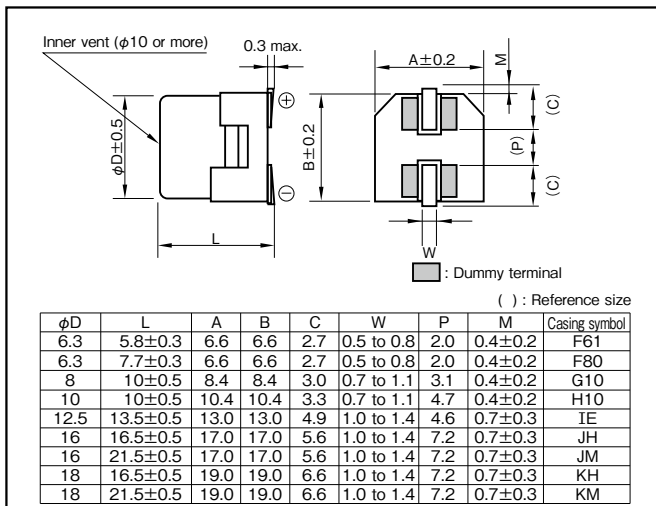 Inner vent (φ10 or more)
0.3 max.
A±0.2
M
(C)
(P)
(C)
φD±0.5
B±0.2
L
W
: Dummy terminal
( ) : Reference size
φD L A B C W P M Casing symbol
6.3 5.8±0.3 6.6 6.6 2.7 0.5 to 0.8 2.0 0.4±0.2 F61
6.3 7.7±0.3 6.6 6.6 2.7 0.5 to 0.8 2.0 0.4±0.2 F80
8 10±0.5 8.4 8.4 3.0 0.7 to 1.1 3.1 0.4±0.2 G10
10 10±0.5 10.4 10.4 3.3 0.7 to 1.1 4.7 0.4±0.2 H10
12.5 13.5±0.5 13.0 13.0 4.9 1.0 to 1.4 4.6 0.7±0.3 IE
16 16.5±0.5 17.0 17.0 5.6 1.0 to 1.4 7.2 0.7±0.3 JH
16 21.5±0.5 17.0 17.0 5.6 1.0 to 1.4 7.2 0.7±0.3 JM
18 16.5±0.5 19.0 19.0 6.6 1.0 to 1.4 7.2 0.7±0.3 KH
18 21.5±0.5 19.0 19.0 6.6 1.0 to 1.4 7.2 0.7±0.3 KM